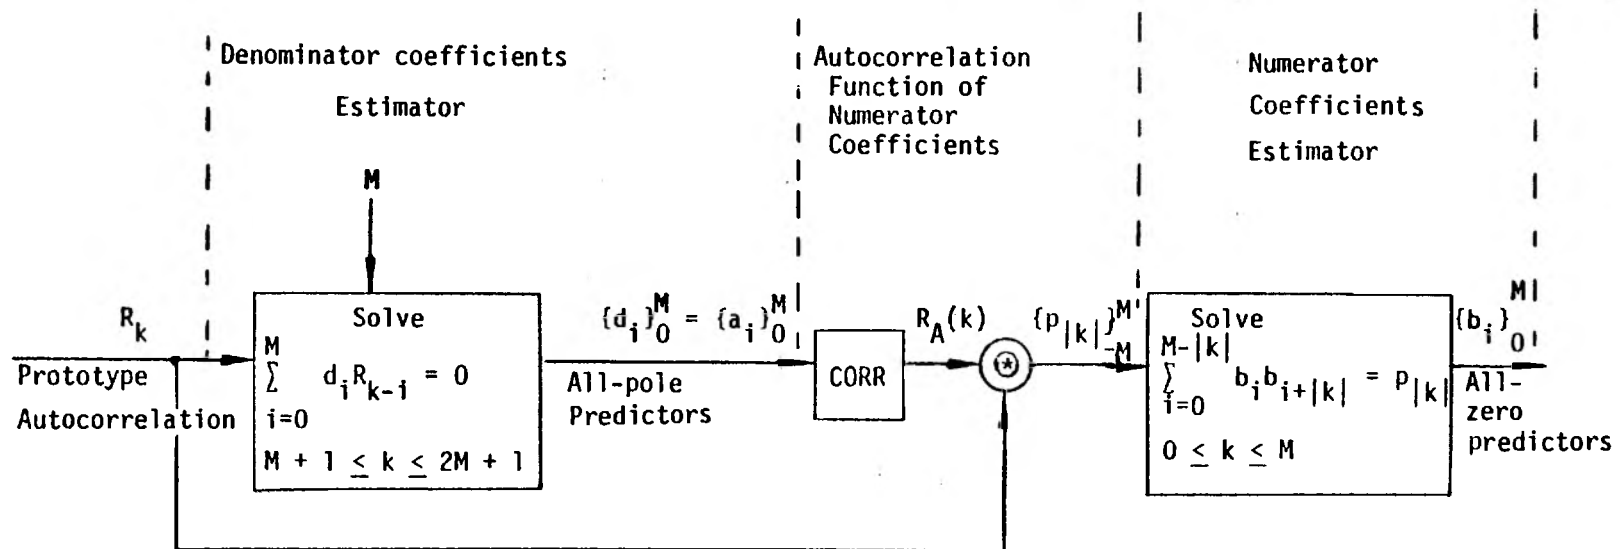 Denominator coefficients
Estimator
M
Autocorrelation
Function of
Numerator
Coefficients
Numerator
Coefficients
Estimator
R_k
Prototype
Autocorrelation
Solve
M
∑ d_i R_{k-i} = 0
i=0
M + 1 ≤ k ≤ 2M + 1
{d_i}_0^M = {a_i}_0^M
All-pole
Predictors
CORR
R_A(k)
⊛
{p_{|k|}}_{-M}^M
Solve
M-|k|
∑ b_i b_{i+|k|} = p_{|k|}
i=0
0 ≤ k ≤ M
{b_i}_0^M
All-
zero
predictors